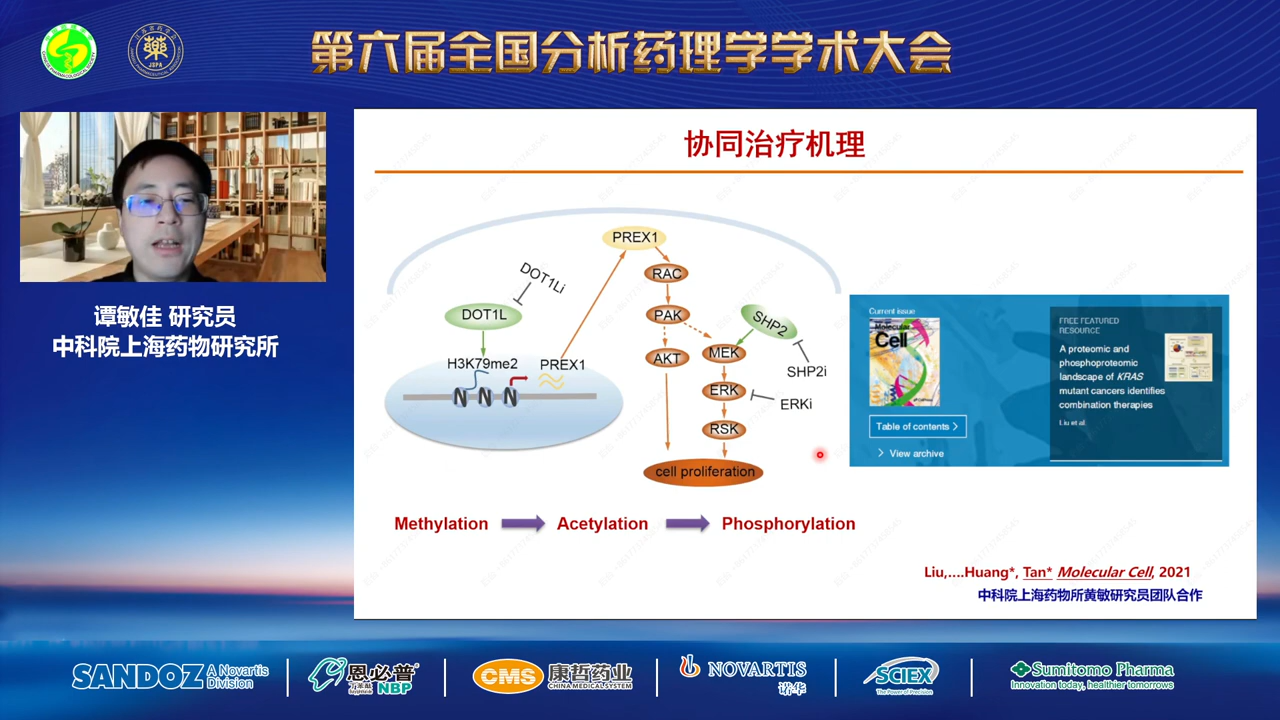 第六届全国分析药理学学术大会
JSPA
谭敏佳 研究员
中科院上海药物研究所
协同治疗机理
PREX1
RAC
DOT1Li
DOT1L
PAK
SHP2
H3K79me2
PREX1
AKT
MEK
SHP2i
N N N
ERK
ERKi
RSK
cell proliferation
Methylation
Acetylation
Phosphorylation
Current issue
Molecular
Cell
Table of contents
View archive
FREE FEATURED
RESOURCE
A proteomic and
phosphoproteomic
landscape of KRAS
mutant cancers identifies
combination therapies
Liu et al.
Liu,....Huang*, Tan* Molecular Cell, 2021
中科院上海药物所黄敏研究员团队合作
SANDOZ A Novartis
Division
恩必普
NBP
CMS 康哲药业
CHINA MEDICAL SYSTEM
NOVARTIS
诺华
SCIEX
The Power of Precision
Sumitomo Pharma
Innovation today, healthier tomorrows